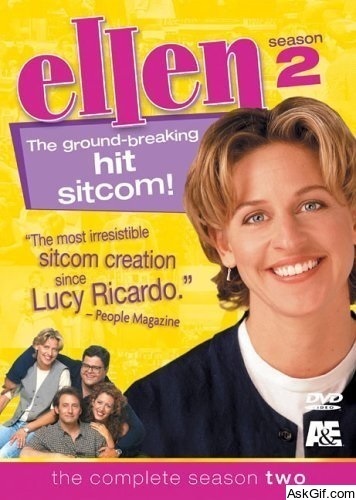 ellen
season
2
The ground-breaking
hit
sitcom!
"The most irresistible
sitcom creation
since
Lucy Ricardo."
– People Magazine
DVD
VIDEO
A&E
the complete season two
AskGif.com